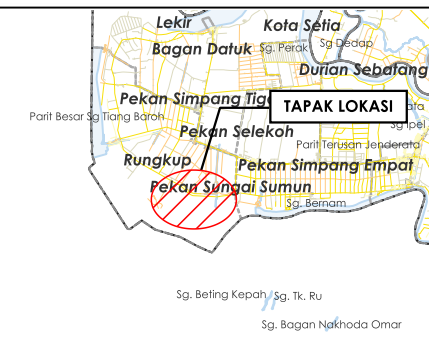 Lekir
Kota Setia
Bagan Datuk
Sg. Perak
Sg Dedap
Durian Sebatang
Pekan Simpang Tiga
TAPAK LOKASI
Parit Besar Sg Tiang Baroh
Sg Ipel
Pekan Selekoh
Parit Terusan Jenderata
Rungkup
Pekan Simpang Empat
Pekan Sungai Sumun
Sg. Bernam
Sg. Beting Kepah
Sg. Tk. Ru
Sg. Bagan Nakhoda Omar